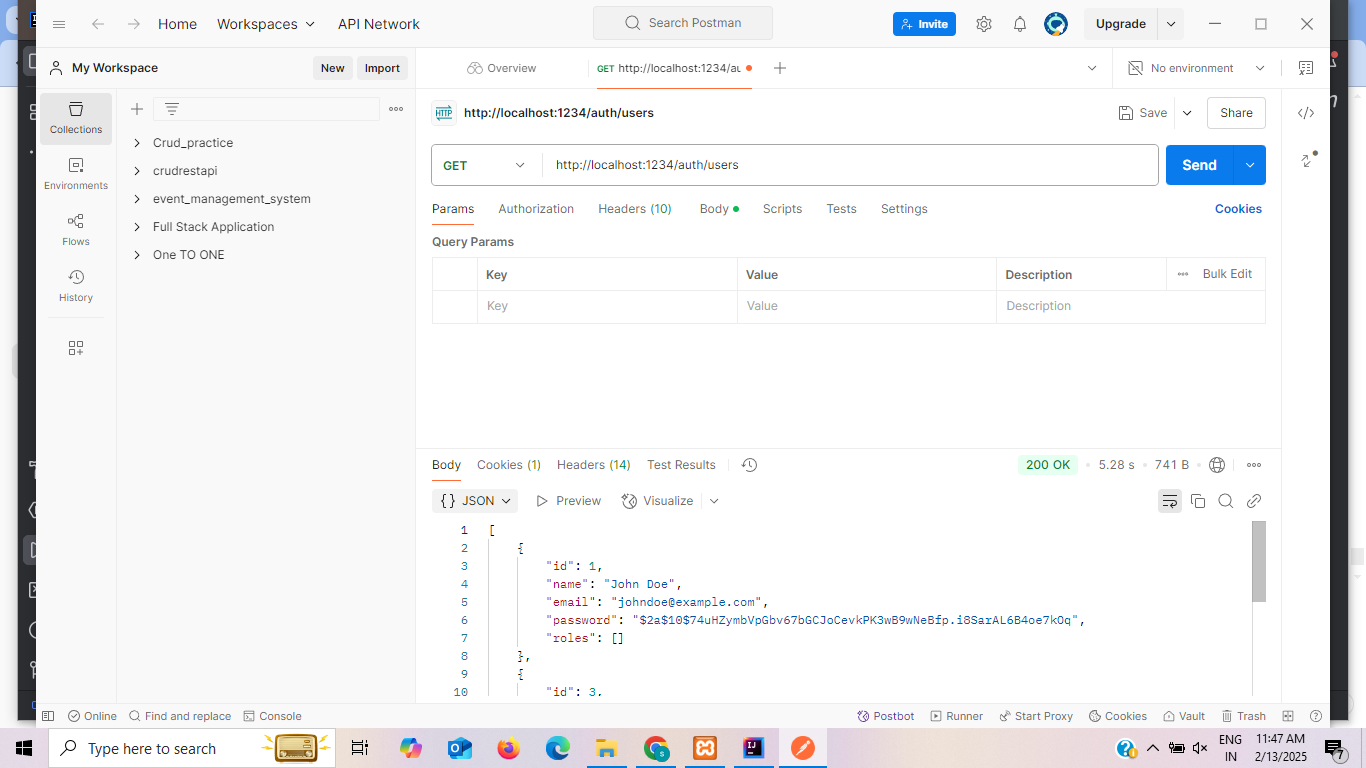 Home
Workspaces
API Network
Search Postman
Invite
Upgrade
My Workspace
New
Import
Overview
GET http://localhost:1234/au
No environment
Collections
Environments
Flows
History
Crud_practice
crudrestapi
event_management_system
Full Stack Application
One TO ONE
HTTP
http://localhost:1234/auth/users
Save
Share
GET
http://localhost:1234/auth/users
Send
Params
Authorization
Headers (10)
Body
Scripts
Tests
Settings
Cookies
Query Params
Key
Value
Description
Bulk Edit
Key
Value
Description
Body
Cookies (1)
Headers (14)
Test Results
200 OK
5.28 s
741 B
{} JSON
Preview
Visualize
1 [
2 {
3 "id": 1,
4 "name": "John Doe",
5 "email": "johndoe@example.com",
6 "password": "$2a$10$74uHZymbVpGbv67bGCJoCevkPK3wB9wNeBfp.i8SarAL6B4oe7kOq",
7 "roles": []
8 },
9 {
10 "id": 3,
Online
Find and replace
Console
Postbot
Runner
Start Proxy
Cookies
Vault
Trash
Type here to search
ENG
IN
11:47 AM
2/13/2025
7